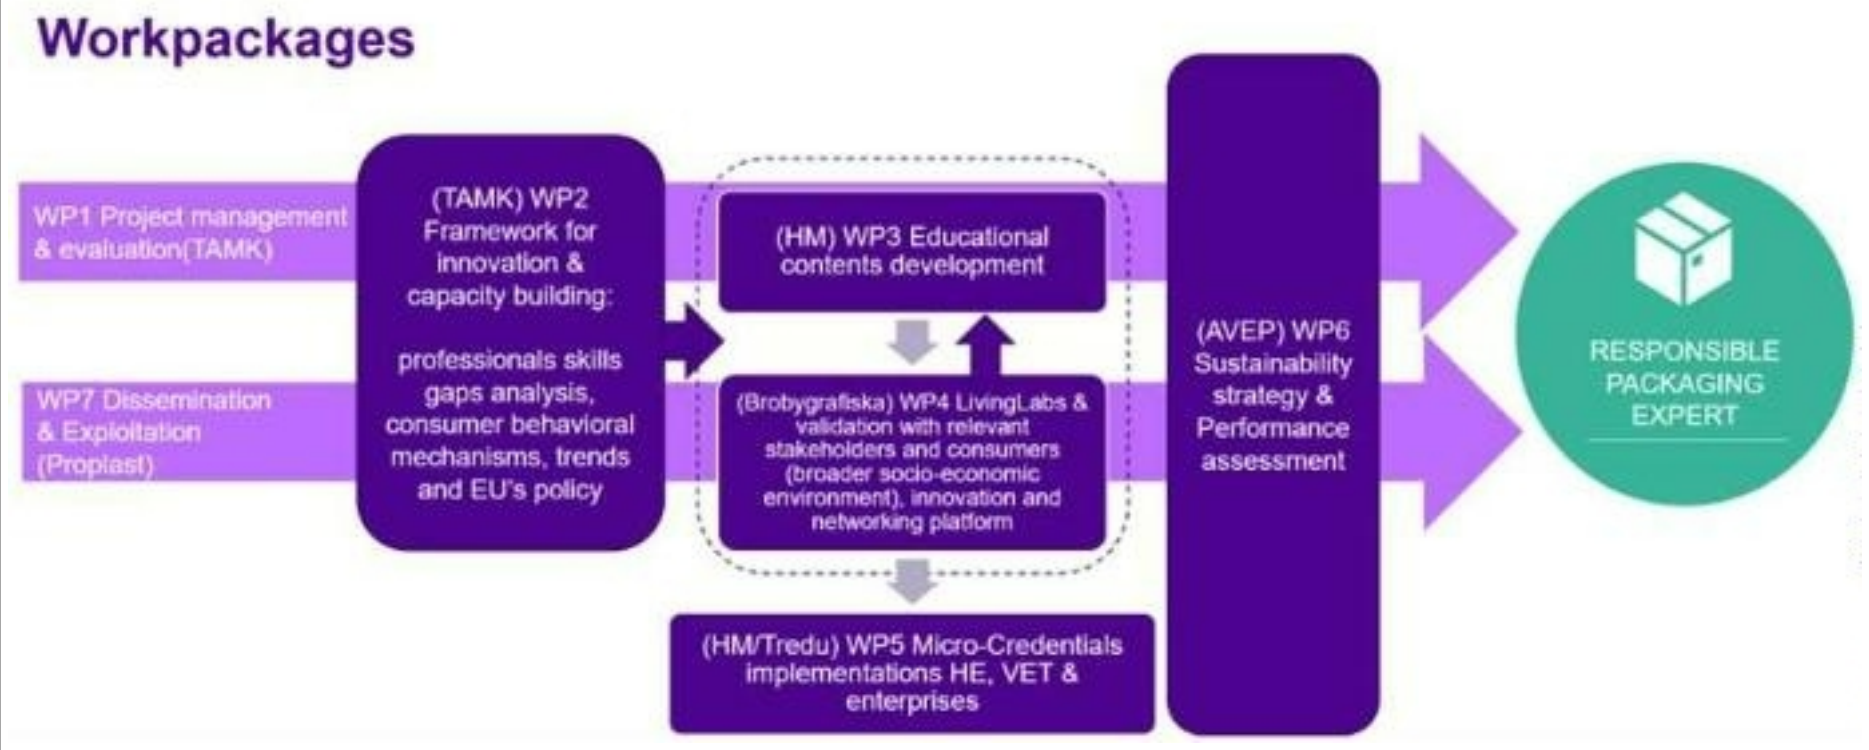 Workpackages
WP1 Project management
& evaluation(TAMK)
WP7 Dissemination
& Exploitation
(Proplast)
(TAMK) WP2
Framework for
innovation &
capacity building:
professionals skills
gaps analysis,
consumer behavioral
mechanisms, trends
and EU's policy
(HM) WP3 Educational
contents development
(Brobygrafiska) WP4 LivingLabs &
validation with relevant
stakeholders and consumers
(broader socio-economic
environment), innovation and
networking platform
(HM/Tredu) WP5 Micro-Credentials
implementations HE, VET &
enterprises
(AVEP) WP6
Sustainability
strategy &
Performance
assessment
RESPONSIBLE
PACKAGING
EXPERT